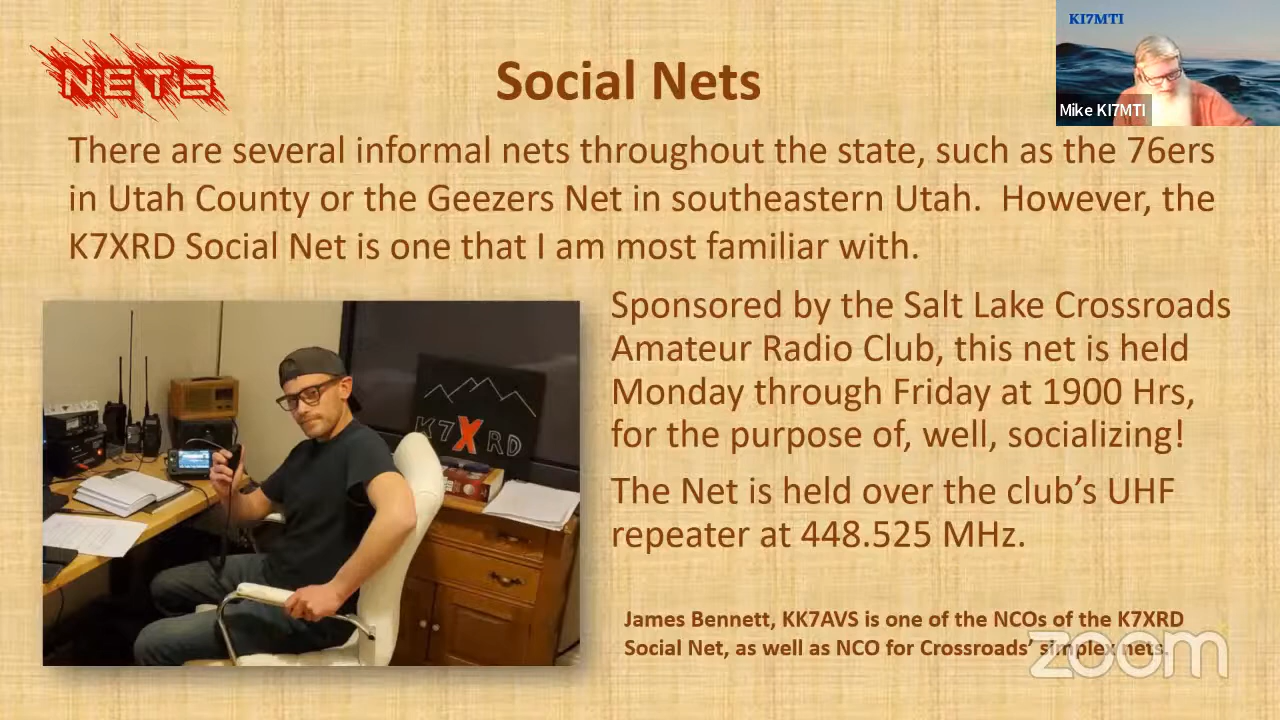 NETS
Social Nets
KI7MTI
Mike KI7MTI
There are several informal nets throughout the state, such as the 76ers
in Utah County or the Geezers Net in southeastern Utah.  However, the
K7XRD Social Net is one that I am most familiar with.
K7XRD
Sponsored by the Salt Lake Crossroads
Amateur Radio Club, this net is held
Monday through Friday at 1900 Hrs,
for the purpose of, well, socializing!
The Net is held over the club’s UHF
repeater at 448.525 MHz.
James Bennett, KK7AVS is one of the NCOs of the K7XRD
Social Net, as well as NCO for Crossroads’ simplex nets.
zoom